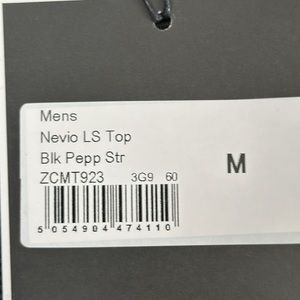 Mens
Nevio LS Top
Blk Pepp Str
M
ZCMT923 3G9 60
5 054904 474110